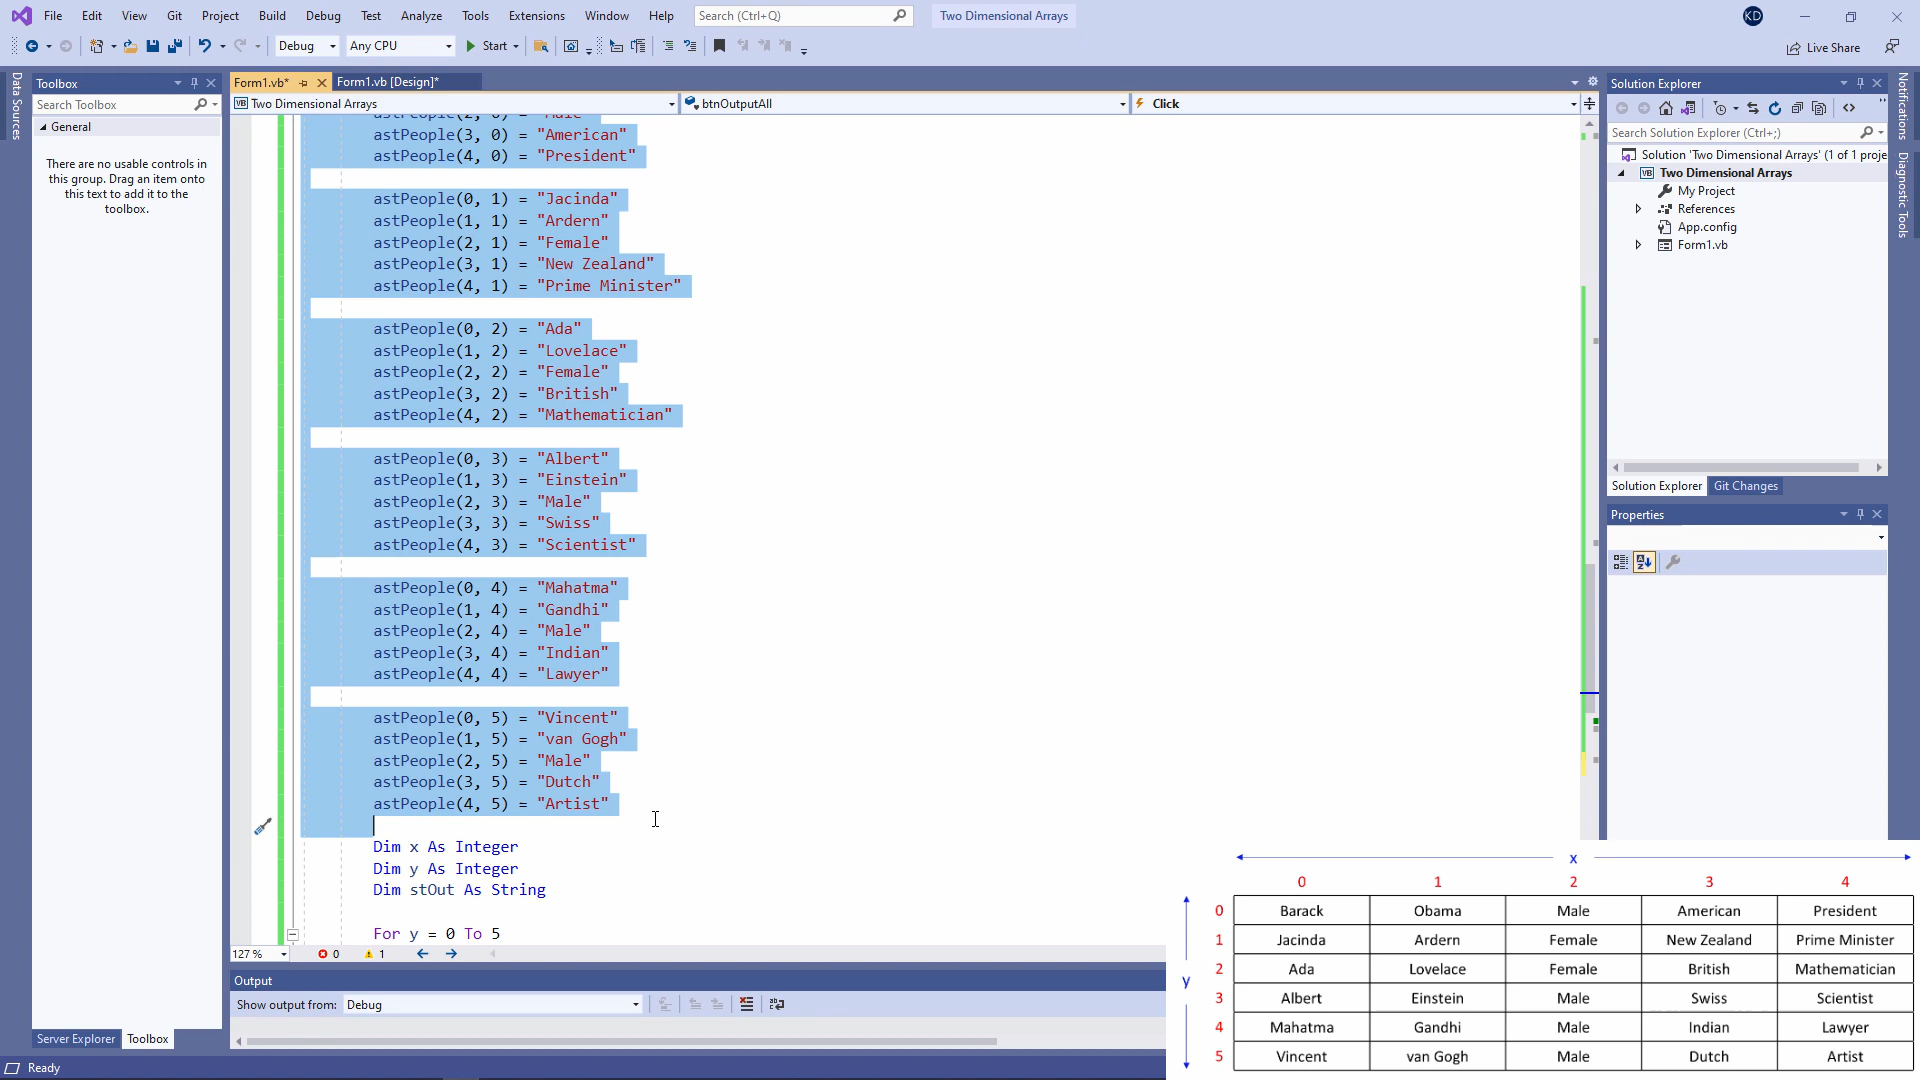 File Edit View Git Project Build Debug Test Analyze Tools Extensions Window Help Search (Ctrl+Q) Two Dimensional Arrays KD
Debug Any CPU Start Live Share
Data Sources
Toolbox
Search Toolbox
General
There are no usable controls in
this group. Drag an item onto
this text to add it to the
toolbox.
Server Explorer Toolbox
Form1.vb* Form1.vb [Design]*
Two Dimensional Arrays btnOutputAll Click
astPeople(2, 0) = "Male"
astPeople(3, 0) = "American"
astPeople(4, 0) = "President"
astPeople(0, 1) = "Jacinda"
astPeople(1, 1) = "Ardern"
astPeople(2, 1) = "Female"
astPeople(3, 1) = "New Zealand"
astPeople(4, 1) = "Prime Minister"
astPeople(0, 2) = "Ada"
astPeople(1, 2) = "Lovelace"
astPeople(2, 2) = "Female"
astPeople(3, 2) = "British"
astPeople(4, 2) = "Mathematician"
astPeople(0, 3) = "Albert"
astPeople(1, 3) = "Einstein"
astPeople(2, 3) = "Male"
astPeople(3, 3) = "Swiss"
astPeople(4, 3) = "Scientist"
astPeople(0, 4) = "Mahatma"
astPeople(1, 4) = "Gandhi"
astPeople(2, 4) = "Male"
astPeople(3, 4) = "Indian"
astPeople(4, 4) = "Lawyer"
astPeople(0, 5) = "Vincent"
astPeople(1, 5) = "van Gogh"
astPeople(2, 5) = "Male"
astPeople(3, 5) = "Dutch"
astPeople(4, 5) = "Artist"
Dim x As Integer
Dim y As Integer
Dim stOut As String
For y = 0 To 5
127 % 0 1
Output
Show output from: Debug
Ready
Solution Explorer
Search Solution Explorer (Ctrl+;)
Solution 'Two Dimensional Arrays' (1 of 1 proje
VB Two Dimensional Arrays
My Project
References
App.config
Form1.vb
Solution Explorer Git Changes
Properties
Notifications
Diagnostic Tools
x
0 1 2 3 4
y
0 Barack Obama Male American President
1 Jacinda Ardern Female New Zealand Prime Minister
2 Ada Lovelace Female British Mathematician
3 Albert Einstein Male Swiss Scientist
4 Mahatma Gandhi Male Indian Lawyer
5 Vincent van Gogh Male Dutch Artist